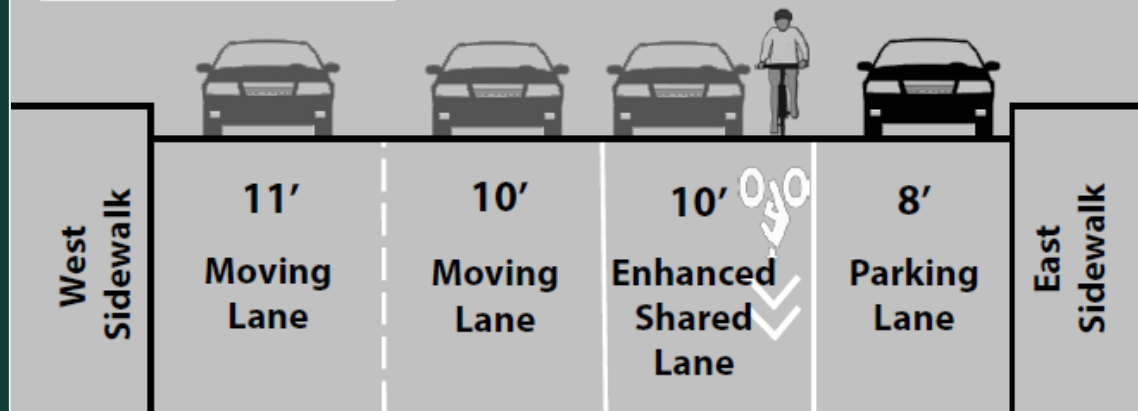 West
Sidewalk
11′
Moving
Lane
10′
Moving
Lane
10′
Enhanced
Shared
Lane
8′
Parking
Lane
East
Sidewalk